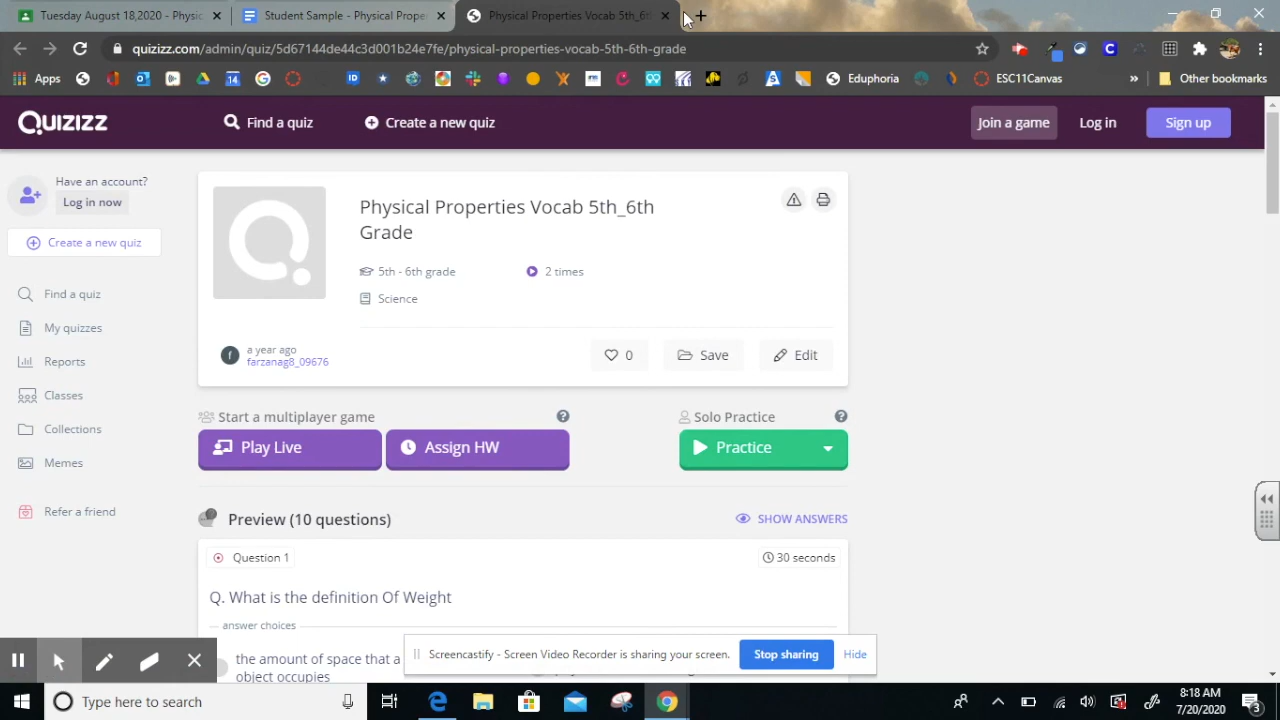 Tuesday August 18,2020 - Physic
Student Sample - Physical Proper
Physical Properties Vocab 5th_6th
quizizz.com/admin/quiz/5d67144de44c3d001b24e7fe/physical-properties-vocab-5th-6th-grade
Apps
Eduphoria
ESC11Canvas
Other bookmarks
Quizizz
Find a quiz
Create a new quiz
Join a game
Log in
Sign up
Have an account?
Log in now
Create a new quiz
Find a quiz
My quizzes
Reports
Classes
Collections
Memes
Refer a friend
Physical Properties Vocab 5th_6th
Grade
5th - 6th grade
2 times
Science
a year ago
farzanag8_09676
0
Save
Edit
Start a multiplayer game
Solo Practice
Play Live
Assign HW
Practice
Preview (10 questions)
SHOW ANSWERS
Question 1
30 seconds
Q. What is the definition Of Weight
answer choices
the amount of space that a
object occupies
Screencastify - Screen Video Recorder is sharing your screen.
Stop sharing
Hide
Type here to search
8:18 AM
7/20/2020
3